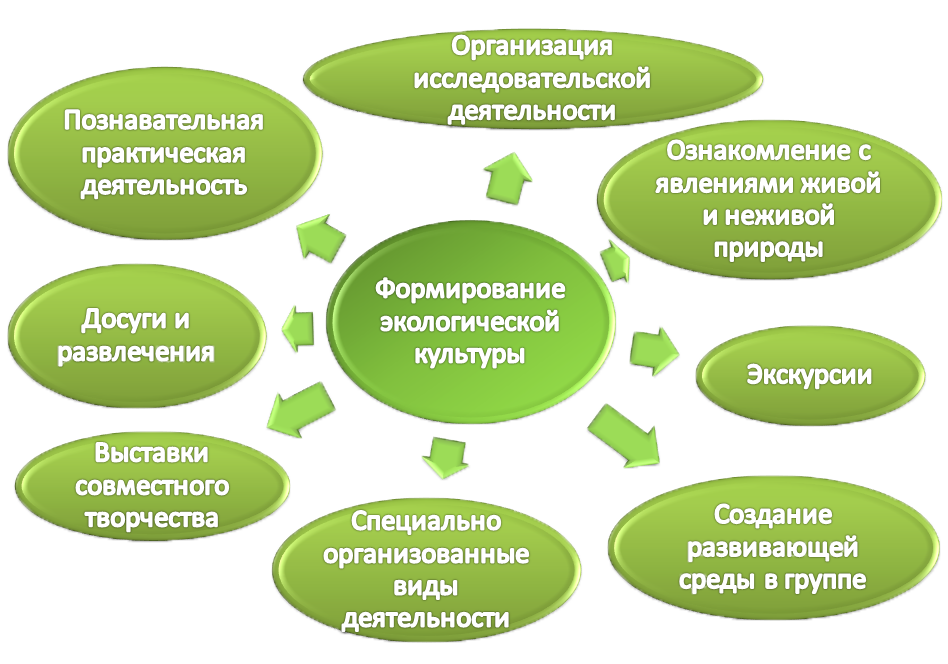 Организация
исследовательской
деятельности
Познавательная
практическая
деятельность
Ознакомление с
явлениями живой
и неживой
природы
Формирование
экологической
культуры
Досуги и
развлечения
Экскурсии
Выставки
совместного
творчества
Специально
организованные
виды
деятельности
Создание
развивающей
среды в группе